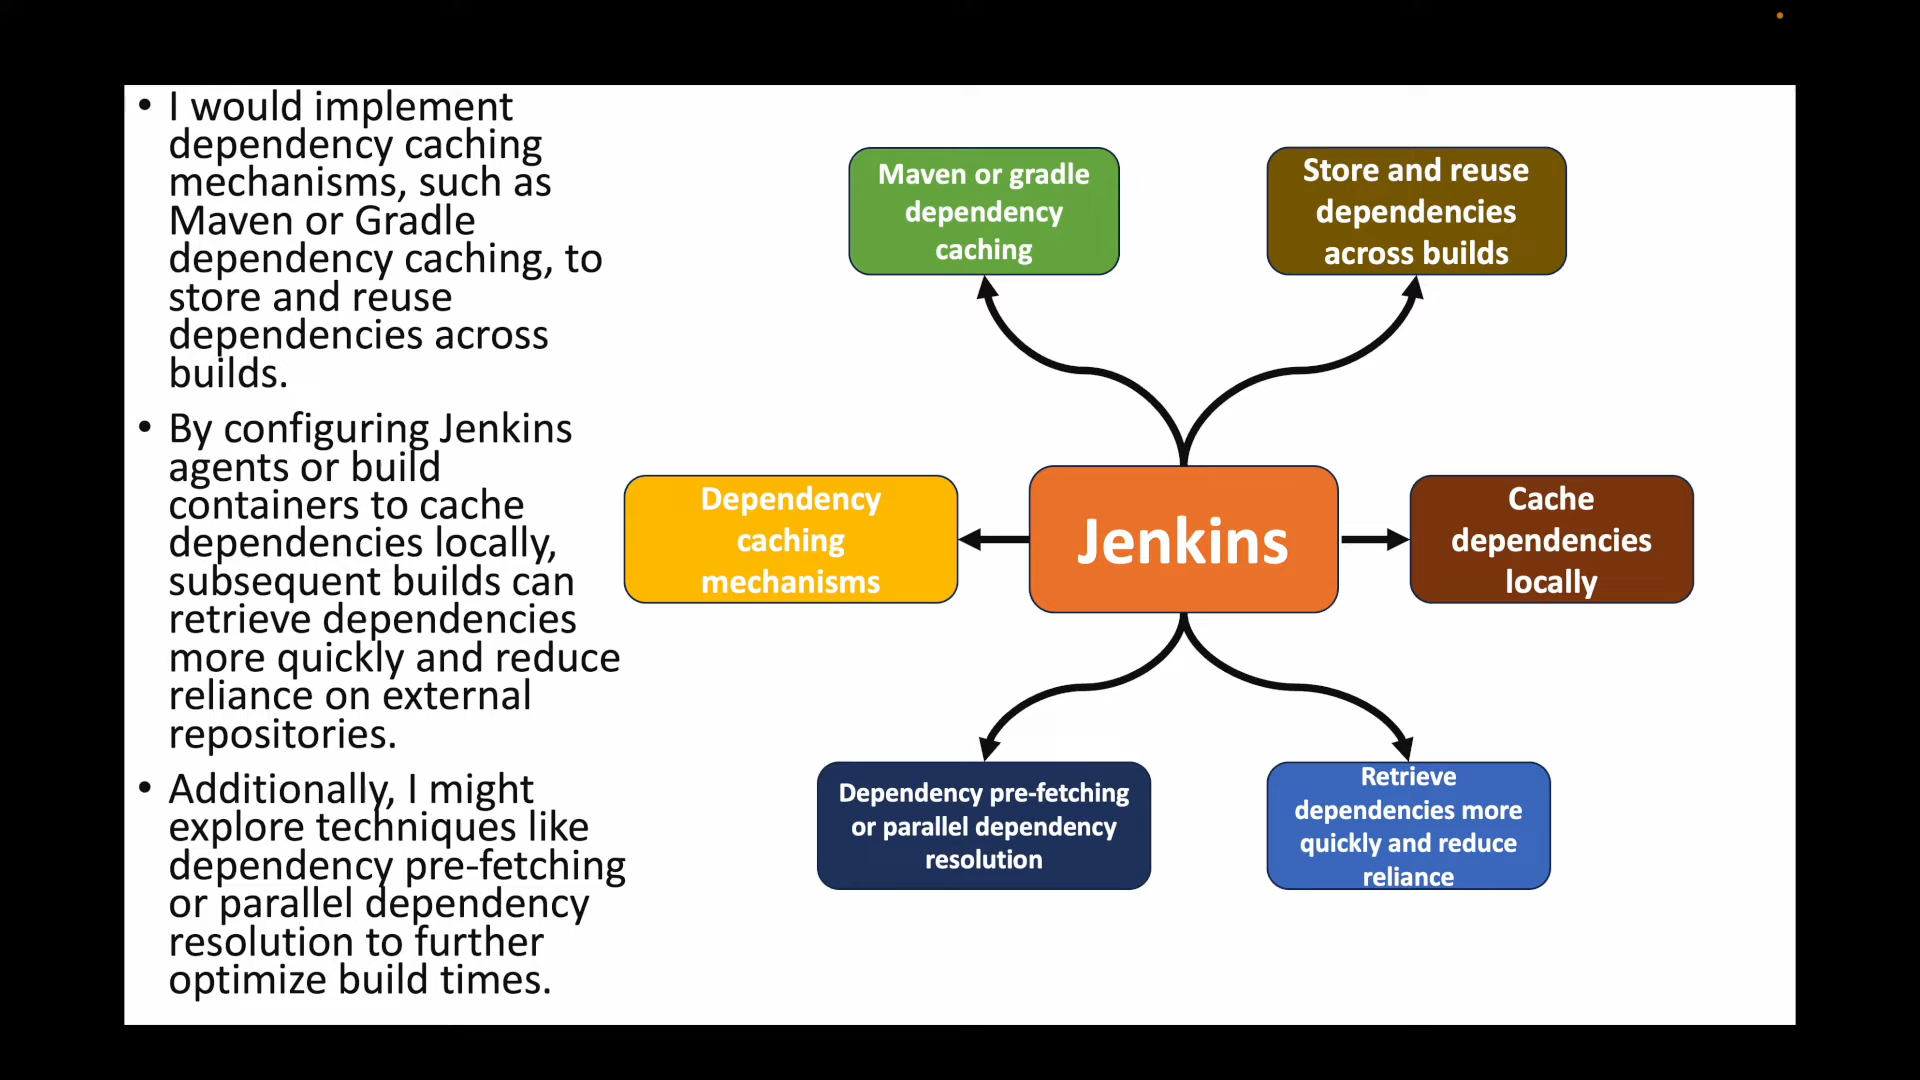 • I would implement
dependency caching
mechanisms, such as
Maven or Gradle
dependency caching, to
store and reuse
dependencies across
builds.
• By configuring Jenkins
agents or build
containers to cache
dependencies locally,
subsequent builds can
retrieve dependencies
more quickly and reduce
reliance on external
repositories.
• Additionally, I might
explore techniques like
dependency pre-fetching
or parallel dependency
resolution to further
optimize build times.
Maven or gradle
dependency
caching
Store and reuse
dependencies
across builds
Dependency
caching
mechanisms
Jenkins
Cache
dependencies
locally
Dependency pre-fetching
or parallel dependency
resolution
Retrieve
dependencies more
quickly and reduce
reliance